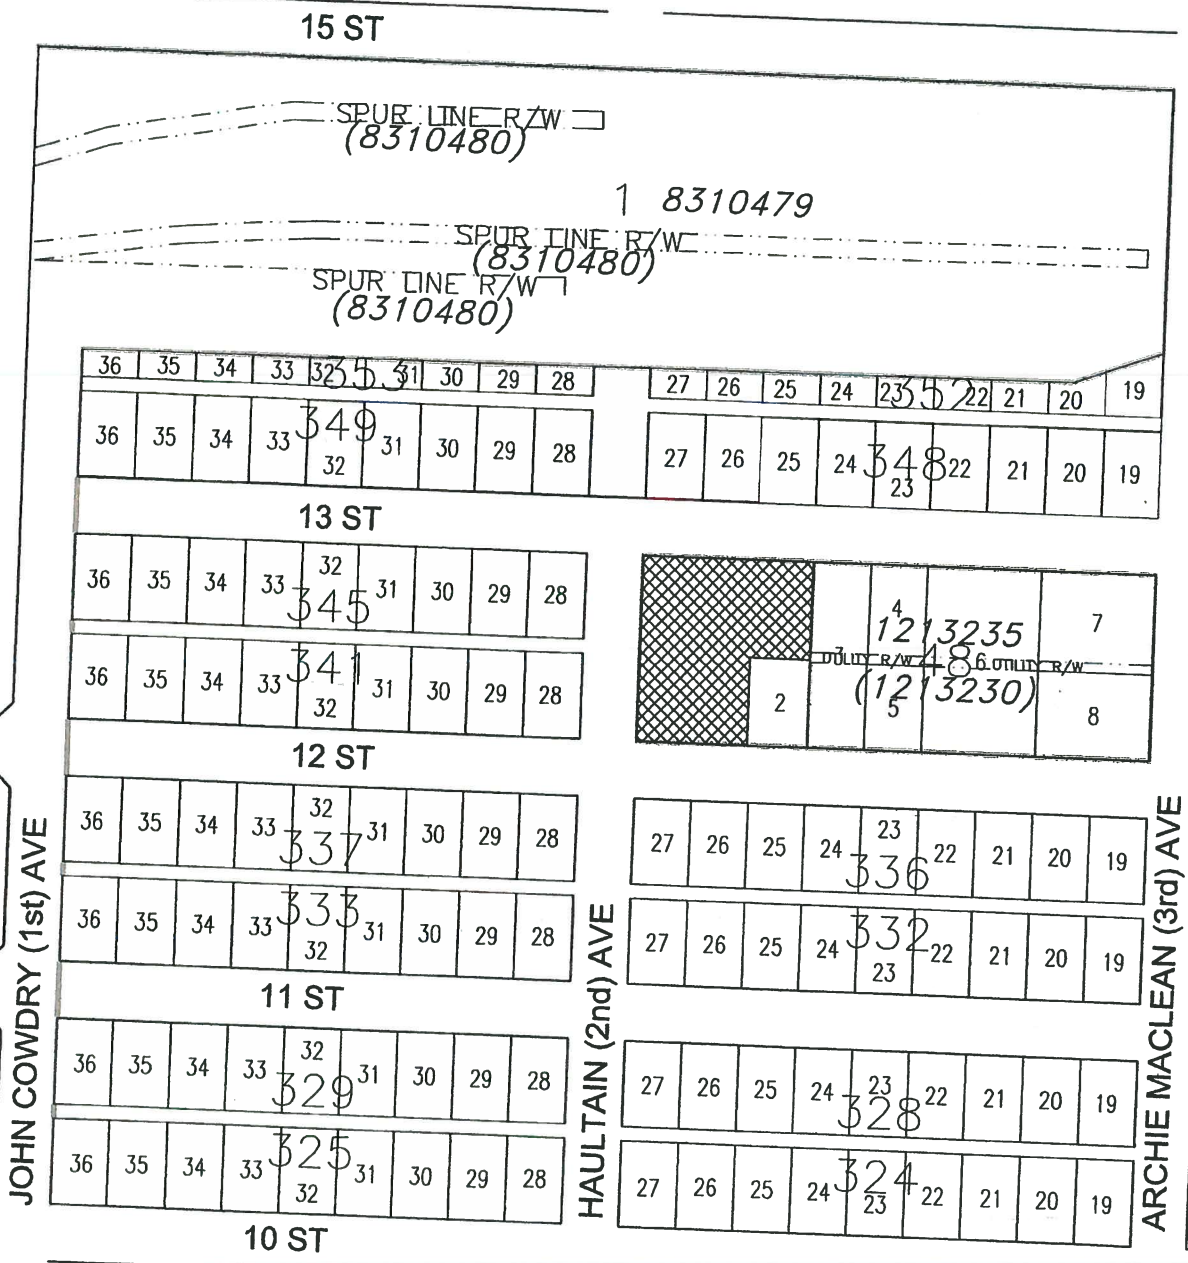 15 ST
SPUR LINE R/W
(8310480)
1 8310479
SPUR LINE R/W
(8310480)
SPUR LINE R/W
(8310480)
36 35 34 33 32 353 31 30 29 28
27 26 25 24 23 352 22 21 20 19
36 35 34 33 349 32 31 30 29 28
27 26 25 24 348 23 22 21 20 19
13 ST
36 35 34 33 32 345 31 30 29 28
4 7
1213235
3 UTILITY R/W 48 6 UTILITY R/W
(1213230)
2 5 8
36 35 34 33 341 32 31 30 29 28
12 ST
36 35 34 33 32 337 31 30 29 28
27 26 25 24 23 336 22 21 20 19
36 35 34 33 333 32 31 30 29 28
27 26 25 24 332 23 22 21 20 19
11 ST
36 35 34 33 32 329 31 30 29 28
27 26 25 24 23 328 22 21 20 19
36 35 34 33 325 32 31 30 29 28
27 26 25 24 324 23 22 21 20 19
10 ST
JOHN COWDRY (1st) AVE
HAULTAIN (2nd) AVE
ARCHIE MACLEAN (3rd) AVE